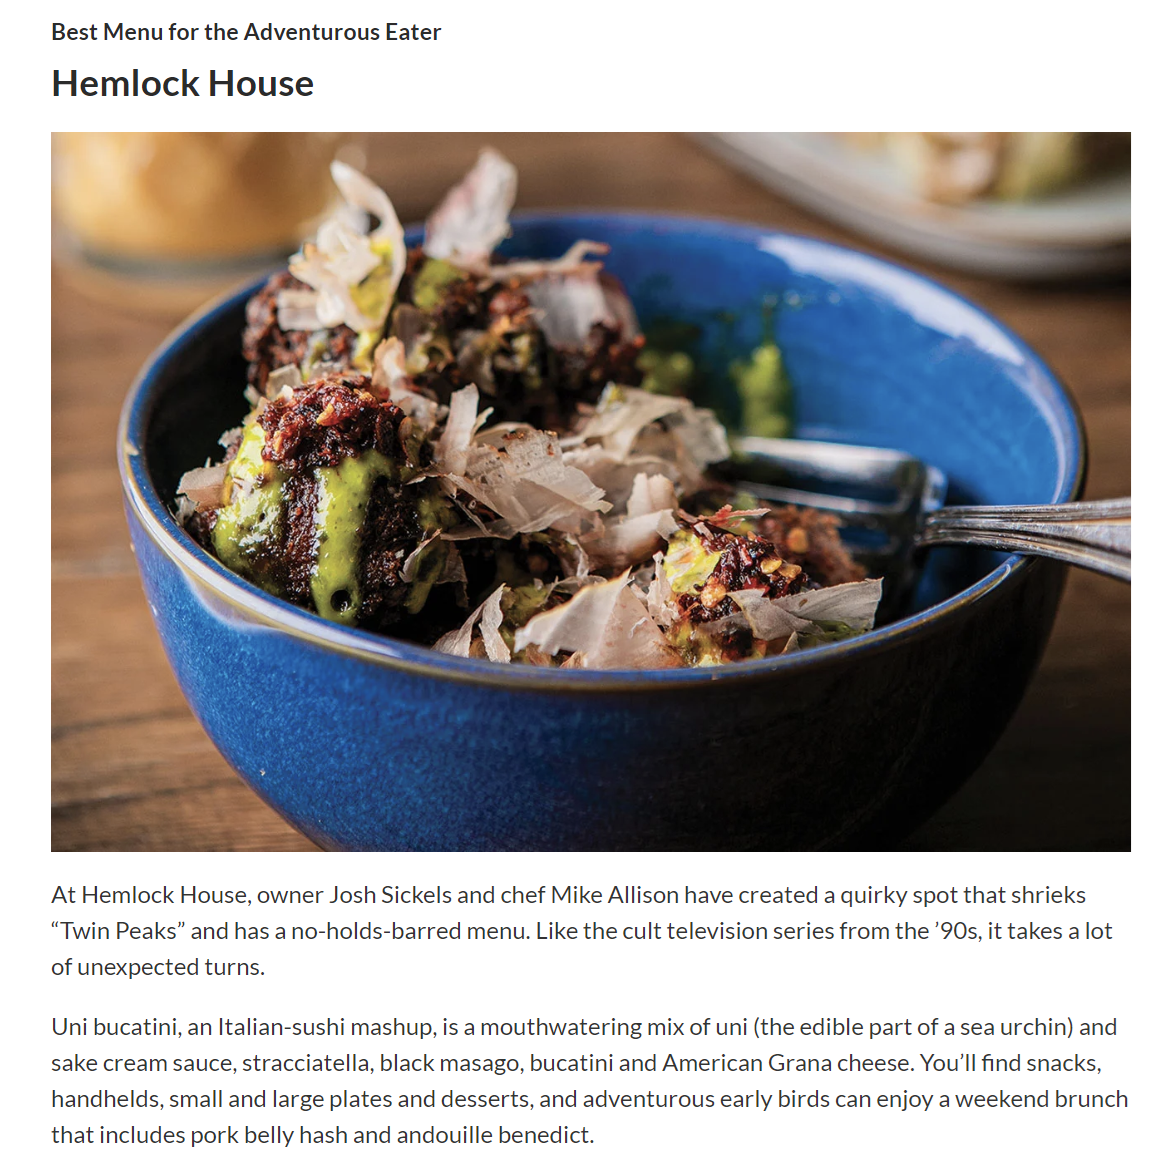 Best Menu for the Adventurous Eater
Hemlock House
At Hemlock House, owner Josh Sickels and chef Mike Allison have created a quirky spot that shrieks
“Twin Peaks” and has a no-holds-barred menu. Like the cult television series from the ’90s, it takes a lot
of unexpected turns.
Uni bucatini, an Italian-sushi mashup, is a mouthwatering mix of uni (the edible part of a sea urchin) and
sake cream sauce, stracciatella, black masago, bucatini and American Grana cheese. You’ll find snacks,
handhelds, small and large plates and desserts, and adventurous early birds can enjoy a weekend brunch
that includes pork belly hash and andouille benedict.